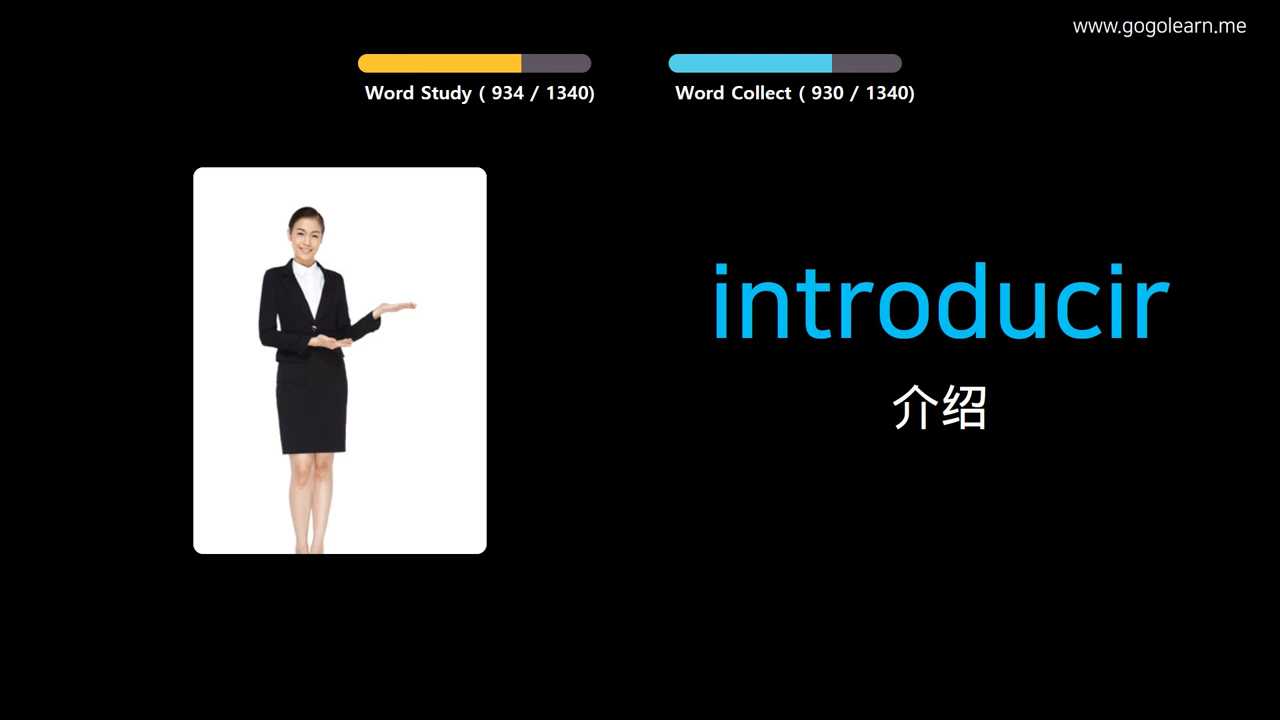 www.gogolearn.me
Word Study ( 934 / 1340)
Word Collect ( 930 / 1340)
introducir
介绍